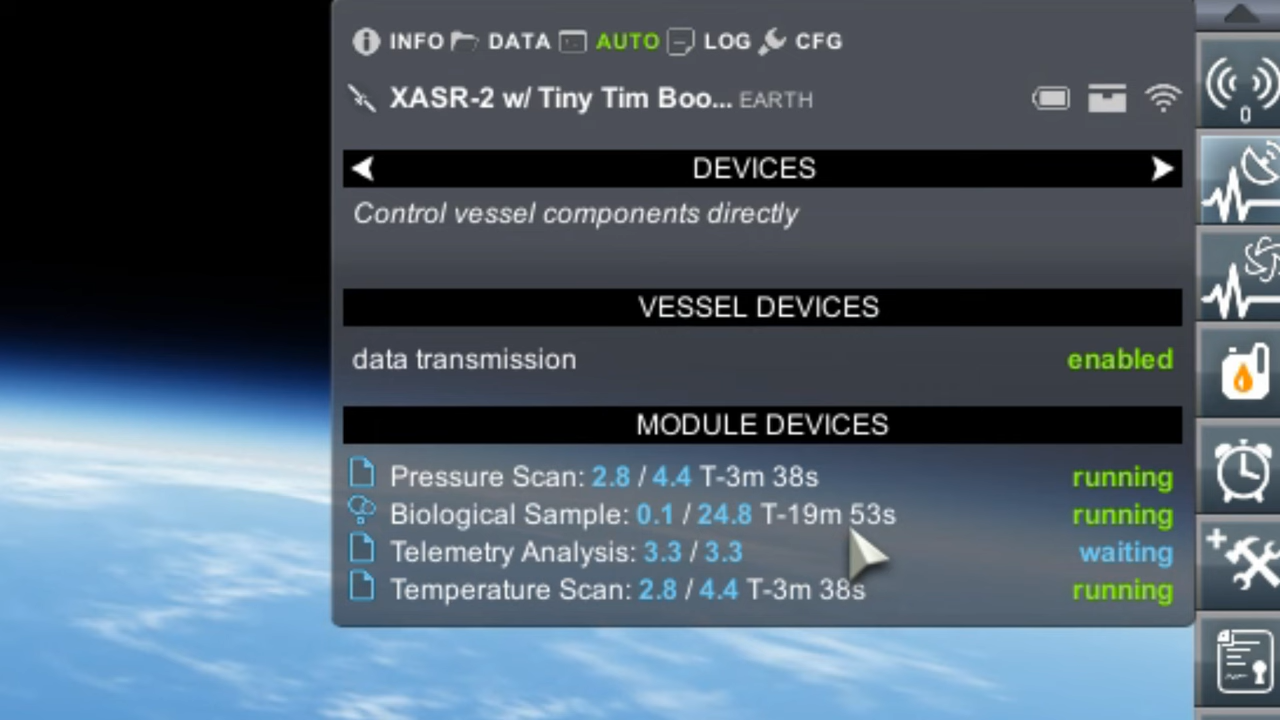 INFO DATA AUTO LOG CFG
XASR-2 w/ Tiny Tim Boo... EARTH
0
DEVICES
Control vessel components directly
VESSEL DEVICES
data transmission enabled
MODULE DEVICES
Pressure Scan: 2.8 / 4.4 T-3m 38s running
Biological Sample: 0.1 / 24.8 T-19m 53s running
Telemetry Analysis: 3.3 / 3.3 waiting
Temperature Scan: 2.8 / 4.4 T-3m 38s running